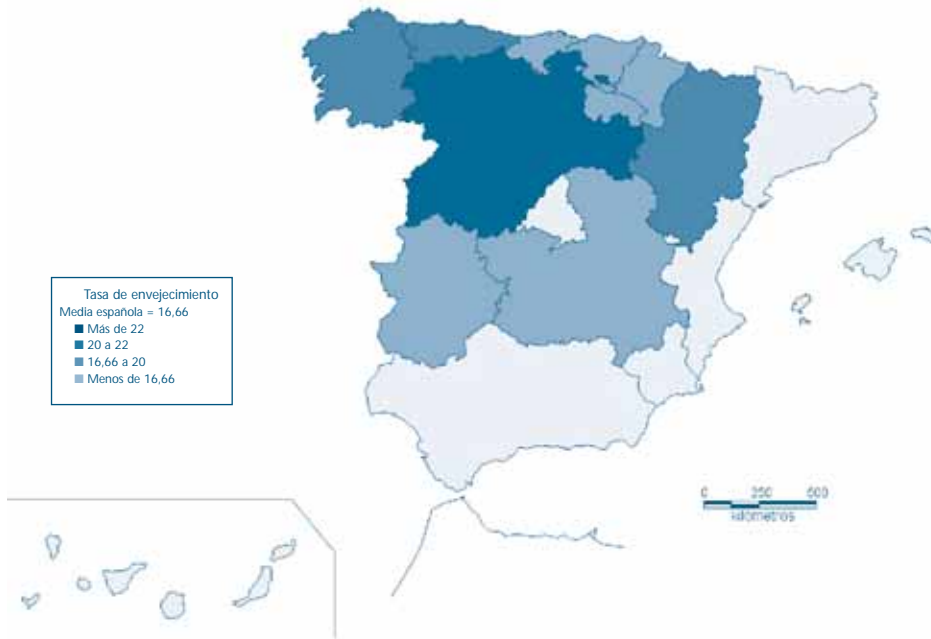 Tasa de envejecimiento
Media española = 16,66
Más de 22
20 a 22
16,66 a 20
Menos de 16,66
0 250 500
kilómetros